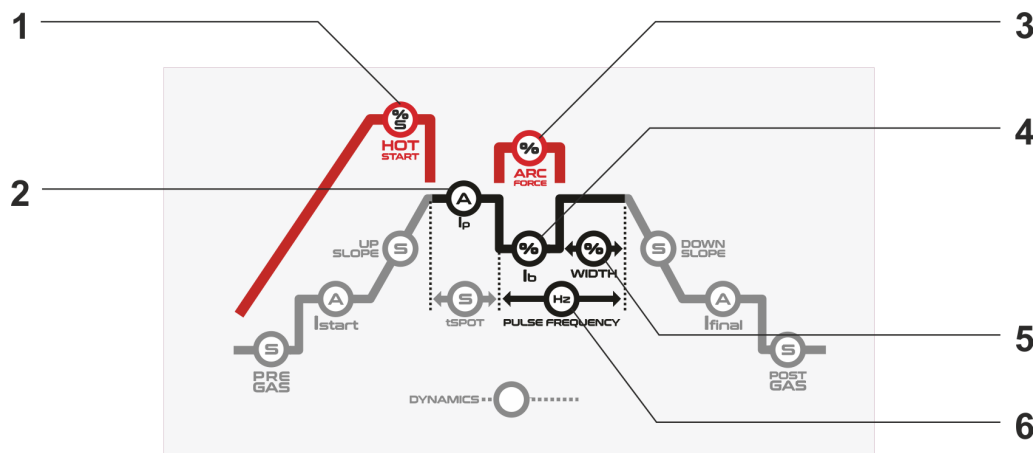 1
3
%
S
HOT
START
%
ARC
FORCE
4
2
A
Ip
UP
SLOPE
S
%
Ib
%
WIDTH
S
DOWN
SLOPE
A
Istart
S
tSPOT
Hz
PULSE FREQUENCY
A
Ifinal
5
S
PRE
GAS
S
POST
GAS
DYNAMICS
6